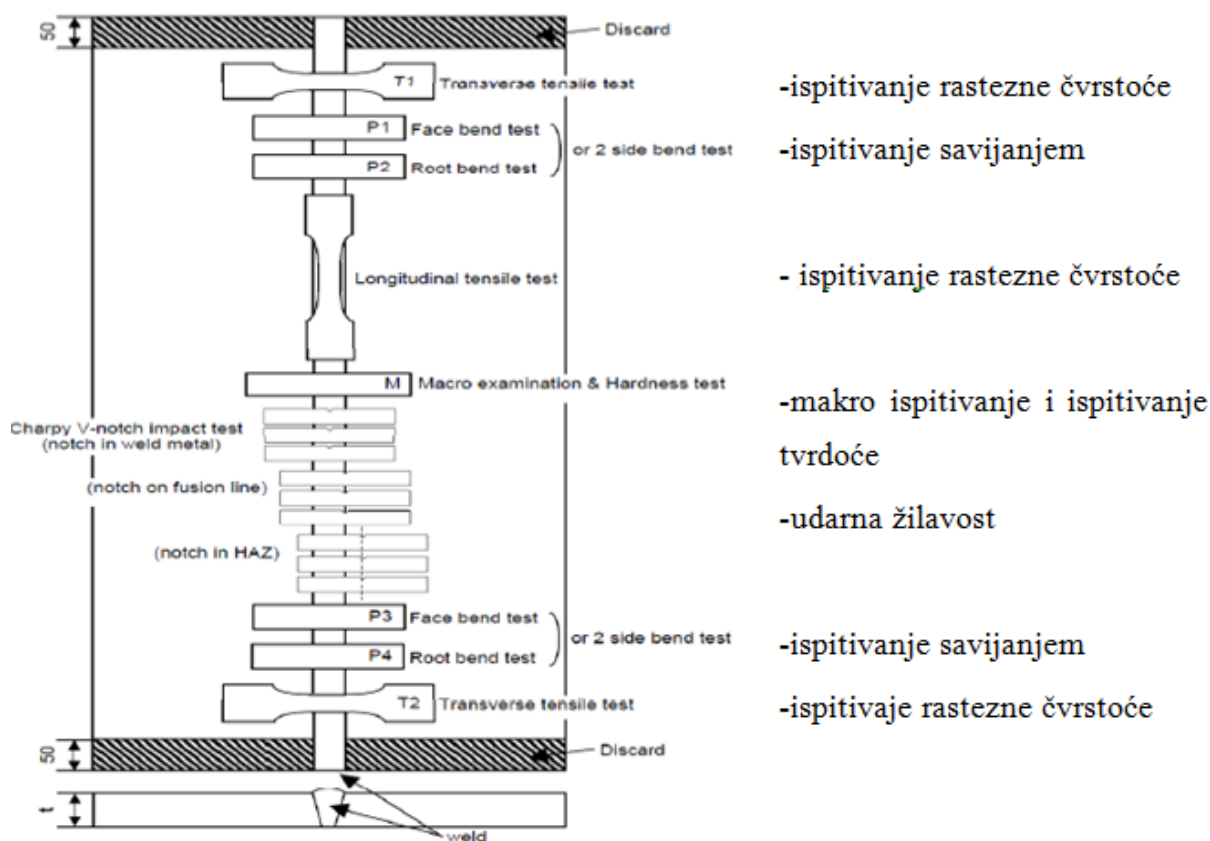 50
Discard
T1
Transverse tensile test
-ispitivanje rastezne čvrstoće
P1
Face bend test
or 2 side bend test
-ispitivanje savijanjem
P2
Root bend test
Longitudinal tensile test
- ispitivanje rastezne čvrstoće
M
Macro examination & Hardness test
-makro ispitivanje i ispitivanje
tvrdoće
Charpy V-notch impact test
(notch in weld metal)
(notch on fusion line)
-udarna žilavost
(notch in HAZ)
P3
Face bend test
or 2 side bend test
-ispitivanje savijanjem
P4
Root bend test
T2
Transverse tensile test
-ispitivaje rastezne čvrstoće
50
Discard
t
weld